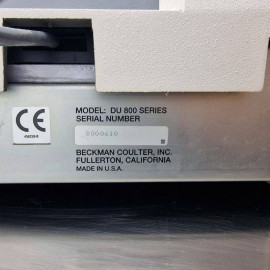 MODEL: DU 800 SERIES
SERIAL NUMBER
CE
BECKMAN COULTER, INC.
FULLERTON, CALIFORNIA
MADE IN U.S.A.